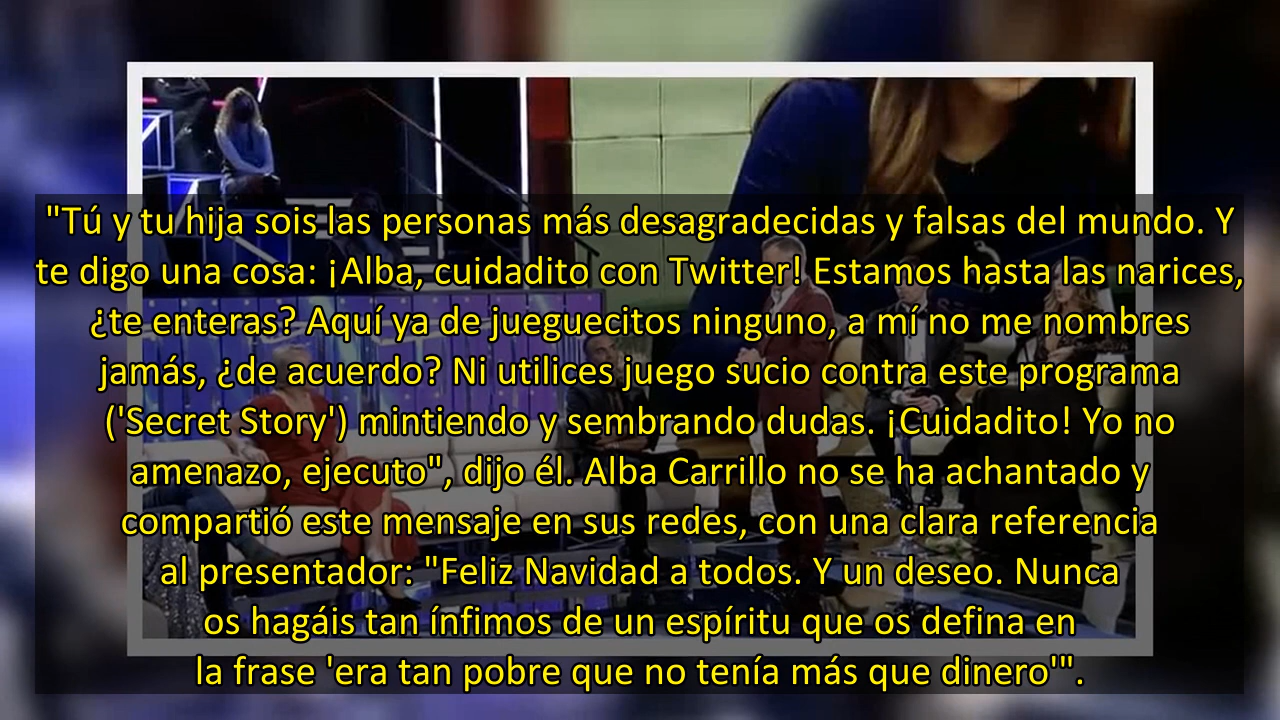 "Tú y tu hija sois las personas más desagradecidas y falsas del mundo. Y
te digo una cosa: ¡Alba, cuidadito con Twitter! Estamos hasta las narices,
¿te enteras? Aquí ya de jueguecitos ninguno, a mí no me nombres
jamás, ¿de acuerdo? Ni utilices juego sucio contra este programa
('Secret Story') mintiendo y sembrando dudas. ¡Cuidadito! Yo no
amenazo, ejecuto", dijo él. Alba Carrillo no se ha achantado y
compartió este mensaje en sus redes, con una clara referencia
al presentador: "Feliz Navidad a todos. Y un deseo. Nunca
os hagáis tan ínfimos de un espíritu que os defina en
la frase 'era tan pobre que no tenía más que dinero'".